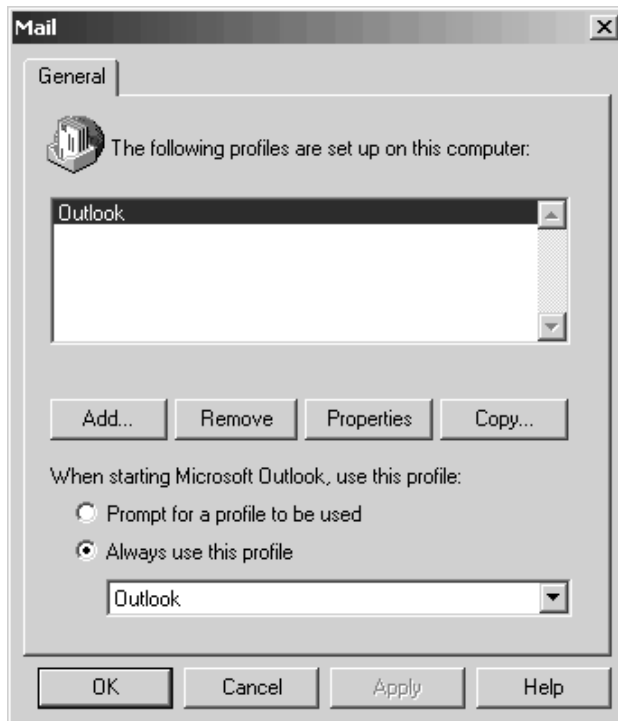 Mail
General
The following profiles are set up on this computer:
Outlook
Add... Remove Properties Copy...
When starting Microsoft Outlook, use this profile:
Prompt for a profile to be used
Always use this profile
Outlook
OK Cancel Apply Help